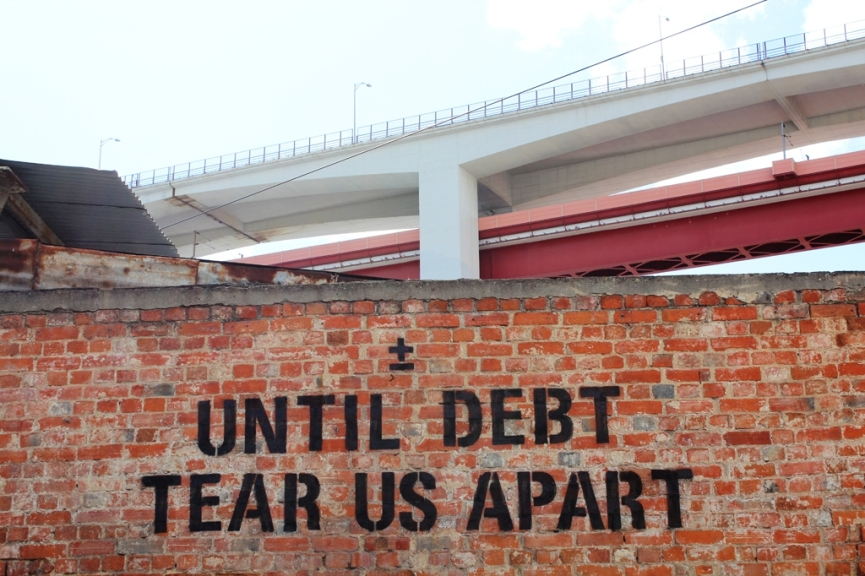 ±
UNTIL DEBT
TEAR US APART